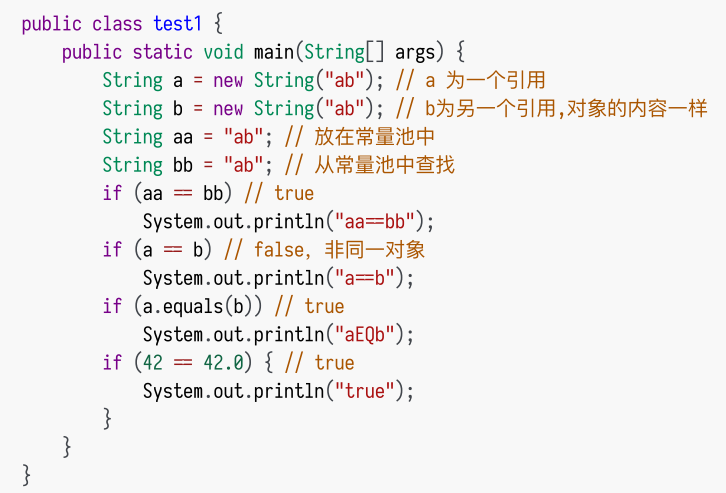 public class test1 {
    public static void main(String[] args) {
        String a = new String("ab"); // a 为一个引用
        String b = new String("ab"); // b为另一个引用,对象的内容一样
        String aa = "ab"; // 放在常量池中
        String bb = "ab"; // 从常量池中查找
        if (aa == bb) // true
            System.out.println("aa==bb");
        if (a == b) // false, 非同一对象
            System.out.println("a==b");
        if (a.equals(b)) // true
            System.out.println("aEQb");
        if (42 == 42.0) { // true
            System.out.println("true");
        }
    }
}